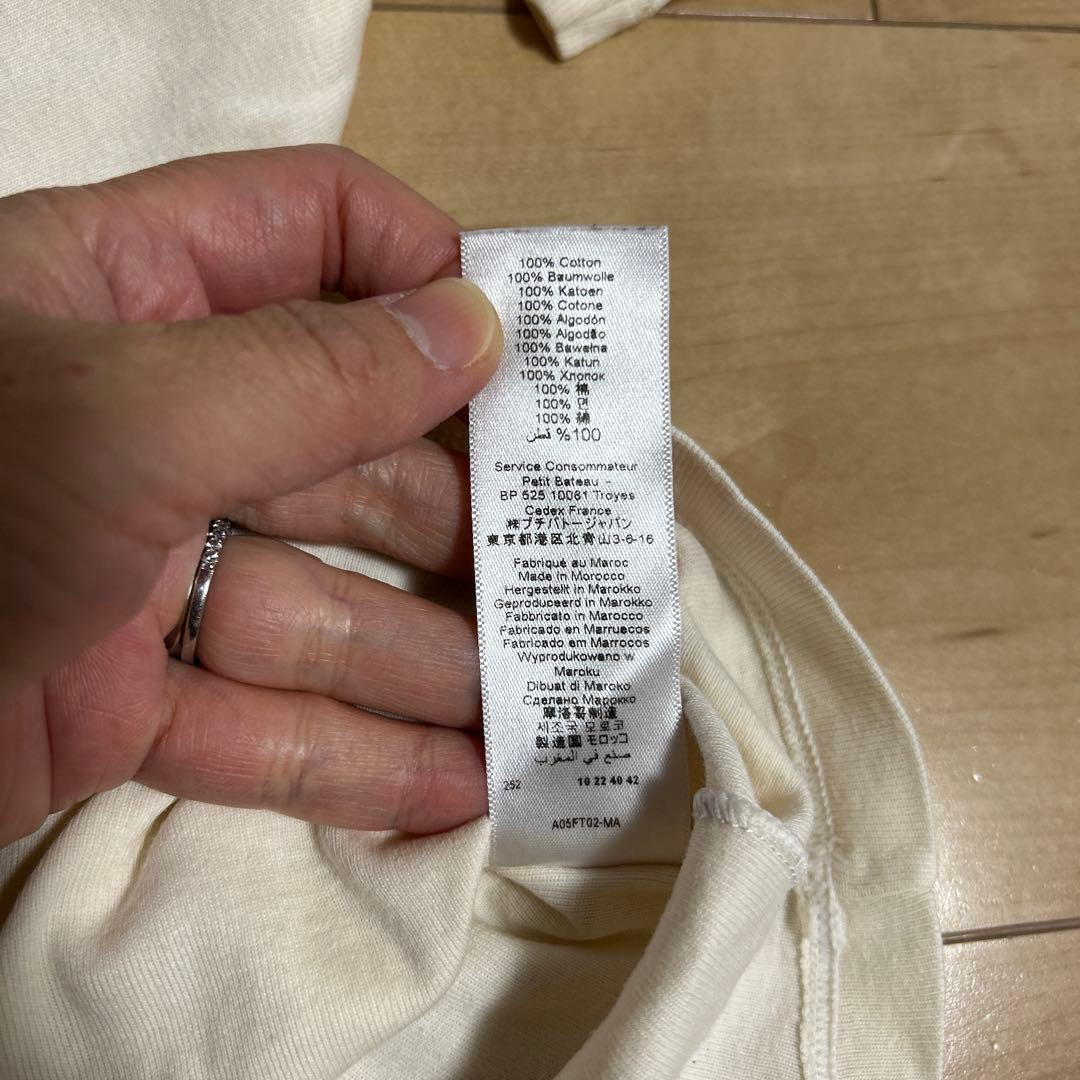 100% Cotton
100% Baumwolle
100% Katoen
100% Cotone
100% Algodón
100% Algodão
100% Bawełna
100% Katun
100% Хлопок
100% 棉
100% 면
100% 綿
100% قطن
Service Consommateur
Petit Bateau -
BP 525 10081 Troyes
Cedex France
㈱プチバトージャパン
東京都港区北青山3-6-16
Fabriqué au Maroc
Made in Morocco
Hergestellt in Marokko
Geproduceerd in Marokko
Fabbricato in Marocco
Fabricado en Marruecos
Fabricado em Marrocos
Wyprodukowano w
Maroku
Dibuat di Maroko
Сделано Марокко
摩洛哥制造
제조국 모로코
製造国 モロッコ
صنع في المغرب
252 10 22 40 42
A05FT02-MA